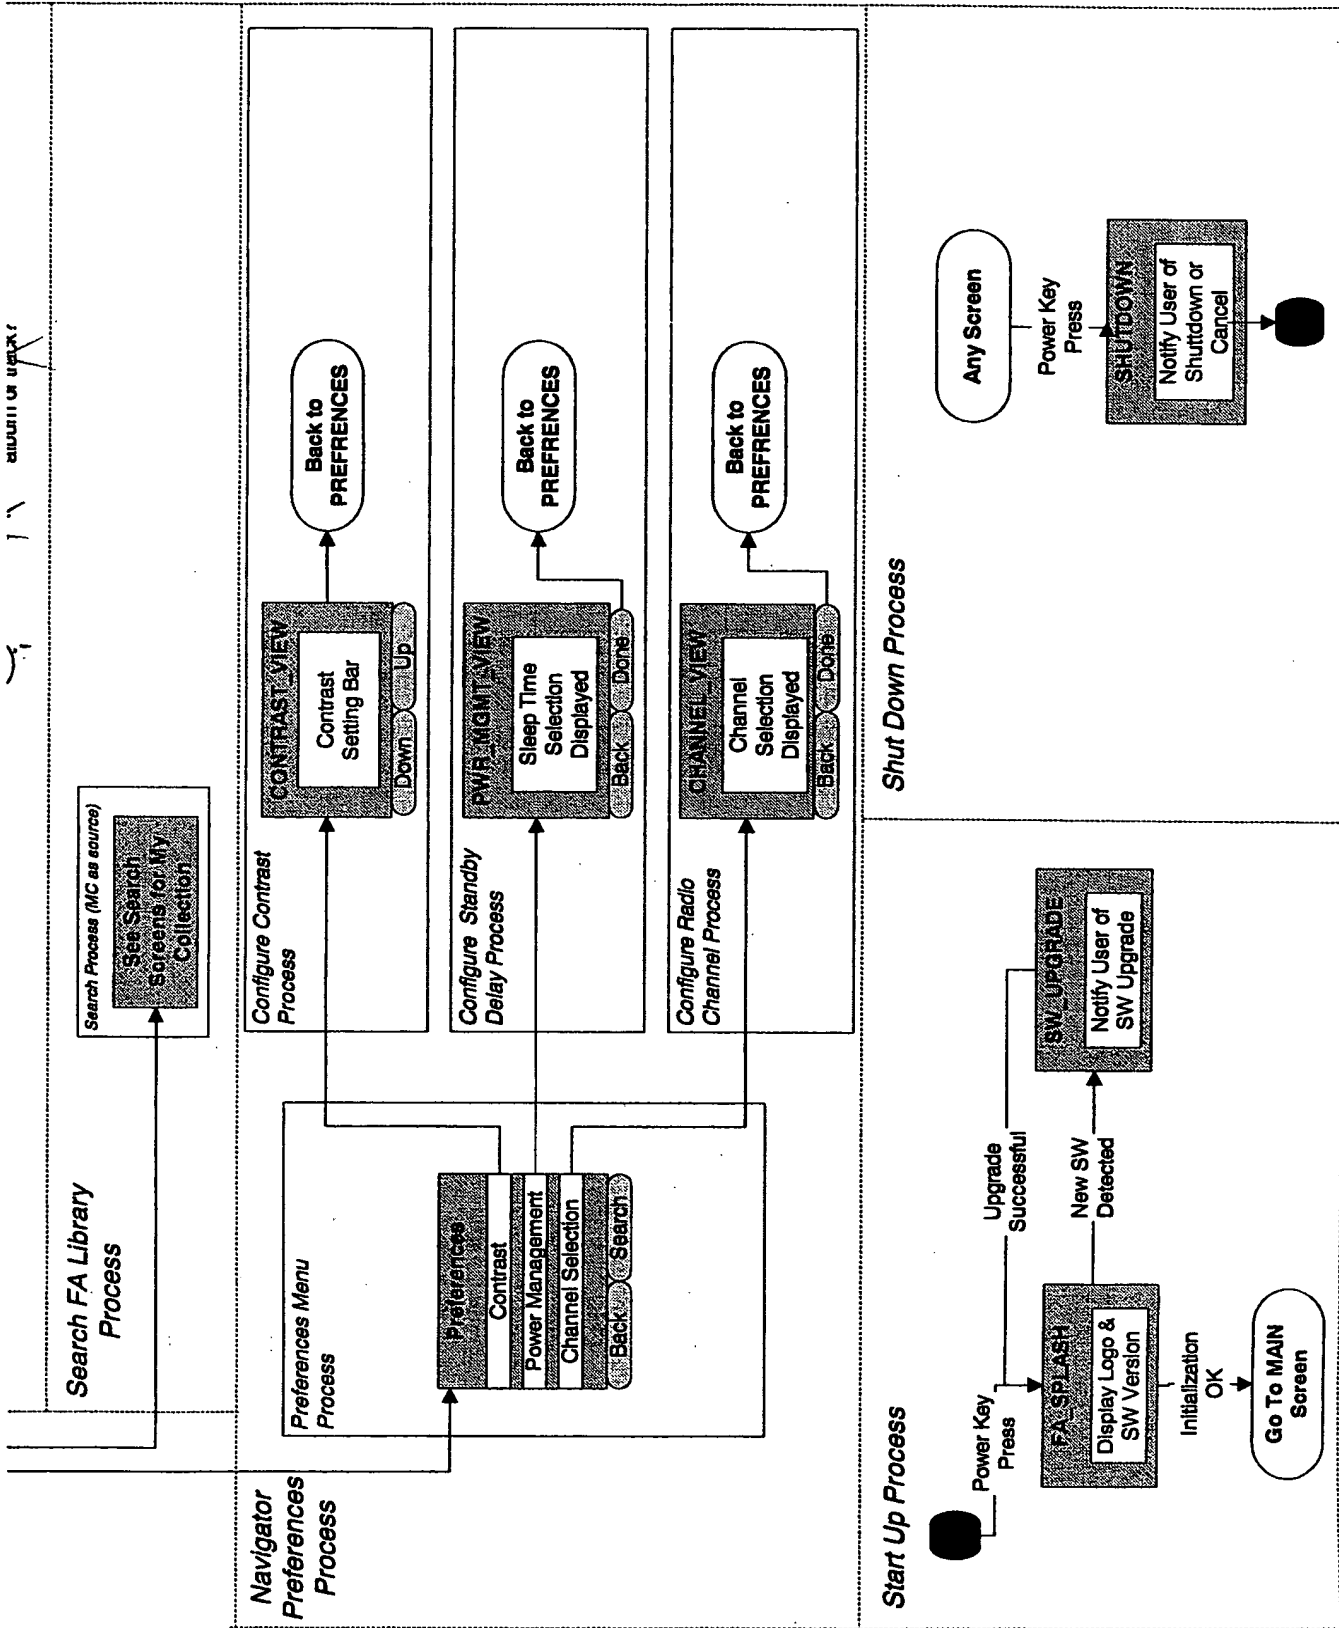 Search FA Library
Process
Search Process (MC as source)
See Search
Screens for My
Collection
Navigator
Preferences
Process
Preferences Menu
Process
Preferences
Contrast
Power Management
Channel Selection
Back
Search
Configure Contrast
Process
CONTRAST_VIEW
Contrast
Setting Bar
Down
Up
Back to
PREFRENCES
Configure Standby
Delay Process
PWR_MGMT_VIEW
Sleep Time
Selection
Displayed
Back
Done
Back to
PREFRENCES
Configure Radio
Channel Process
CHANNEL_VIEW
Channel
Selection
Displayed
Back
Done
Back to
PREFRENCES
Start Up Process
Power Key
Press
FA_SPLASH
Display Logo &
SW Version
Initialization
OK
Go To MAIN
Screen
Upgrade
Successful
New SW
Detected
SW_UPGRADE
Notify User of
SW Upgrade
Shut Down Process
Any Screen
Power Key
Press
SHUTDOWN
Notify User of
Shuttdown or
Cancel